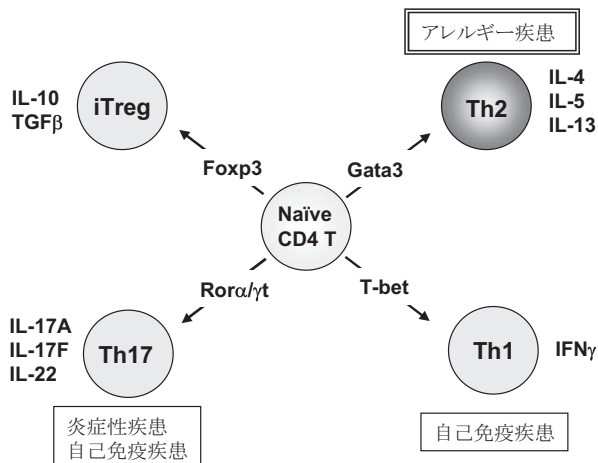 アレルギー疾患
IL-10
TGFβ
iTreg
Th2
IL-4
IL-5
IL-13
Foxp3
Gata3
Naïve
CD4 T
Rorα/γt
T-bet
IL-17A
IL-17F
IL-22
Th17
Th1
IFNγ
炎症性疾患
自己免疫疾患
自己免疫疾患